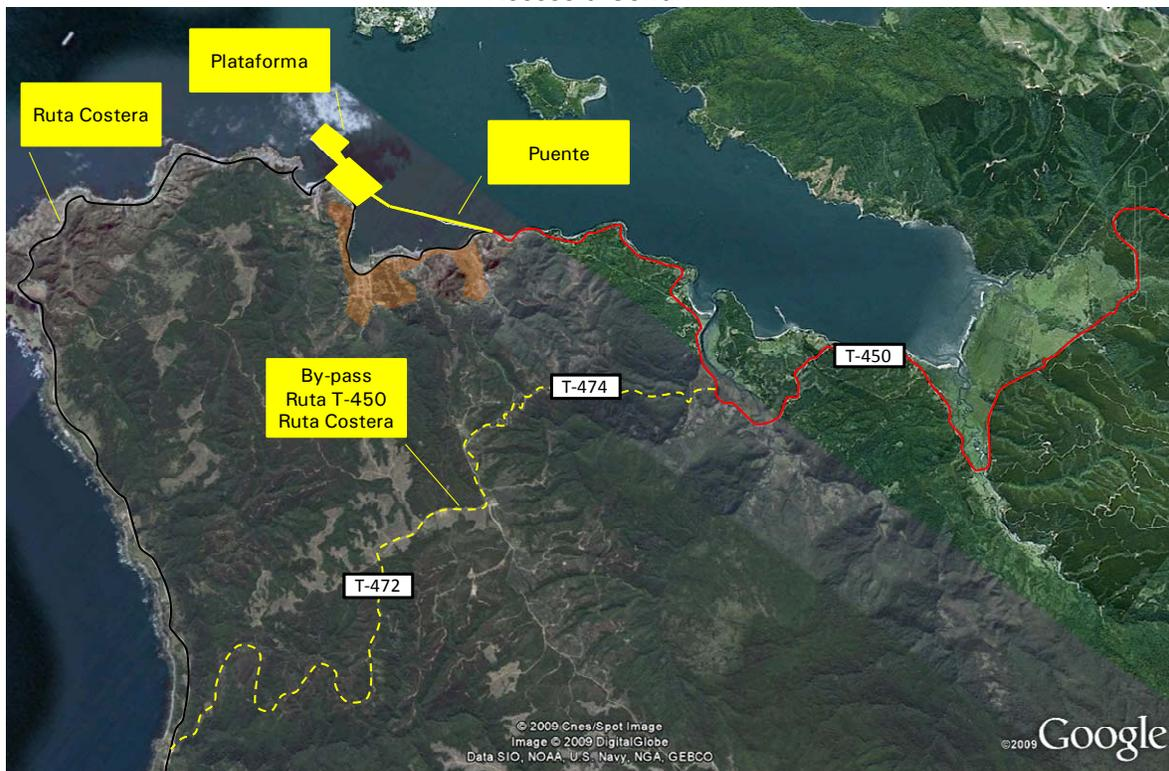 Plataforma
Ruta Costera
Puente
T-450
By-pass
Ruta T-450
Ruta Costera
T-474
T-472
© 2009 Cnes/Spot Image
Image © 2009 DigitalGlobe
Data SIO, NOAA, U.S. Navy, NGA, GEBCO
©2009 Google